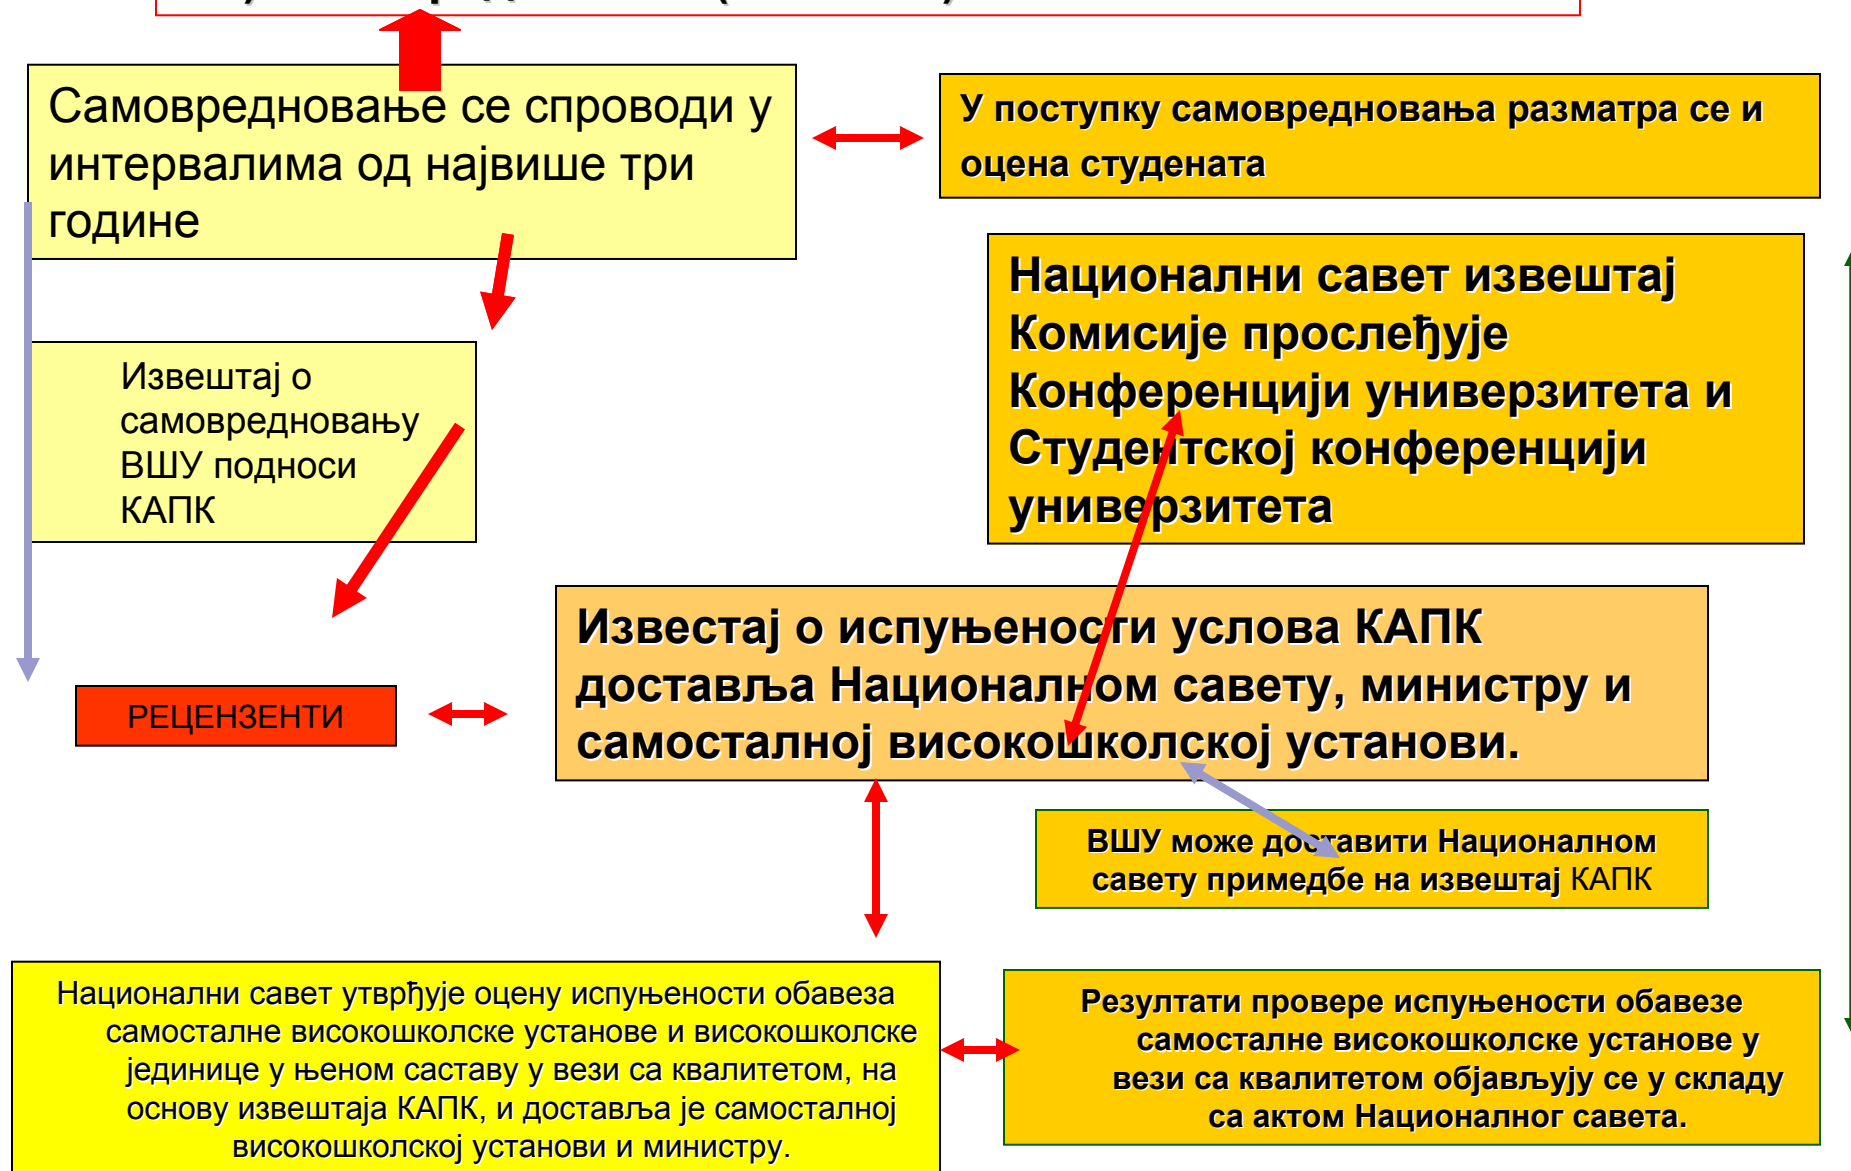 Самовредновање се спроводи у
интервалима од највише три
године
У поступку самовредновања разматра се и
оцена студената
Национални савет извештај
Комисије прослеђује
Конференцији универзитета и
Студентској конференцији
универзитета
Извештај о
самовредновању
ВШУ подноси
КАПК
Известај о испуњености услова КАПК
доставља Националном савету, министру и
самосталној високошколској установи.
РЕЦЕНЗЕНТИ
ВШУ може доставити Националном
савету примедбе на извештај КАПК
Национални савет утврђује оцену испуњености обавеза
самосталне високошколске установе и високошколске
јединице у њеном саставу у вези са квалитетом, на
основу извештаја КАПК, и доставља је самосталној
високошколској установи и министру.
Резултати провере испуњености обавезе
самосталне високошколске установе у
вези са квалитетом објављују се у складу
са актом Националног савета.